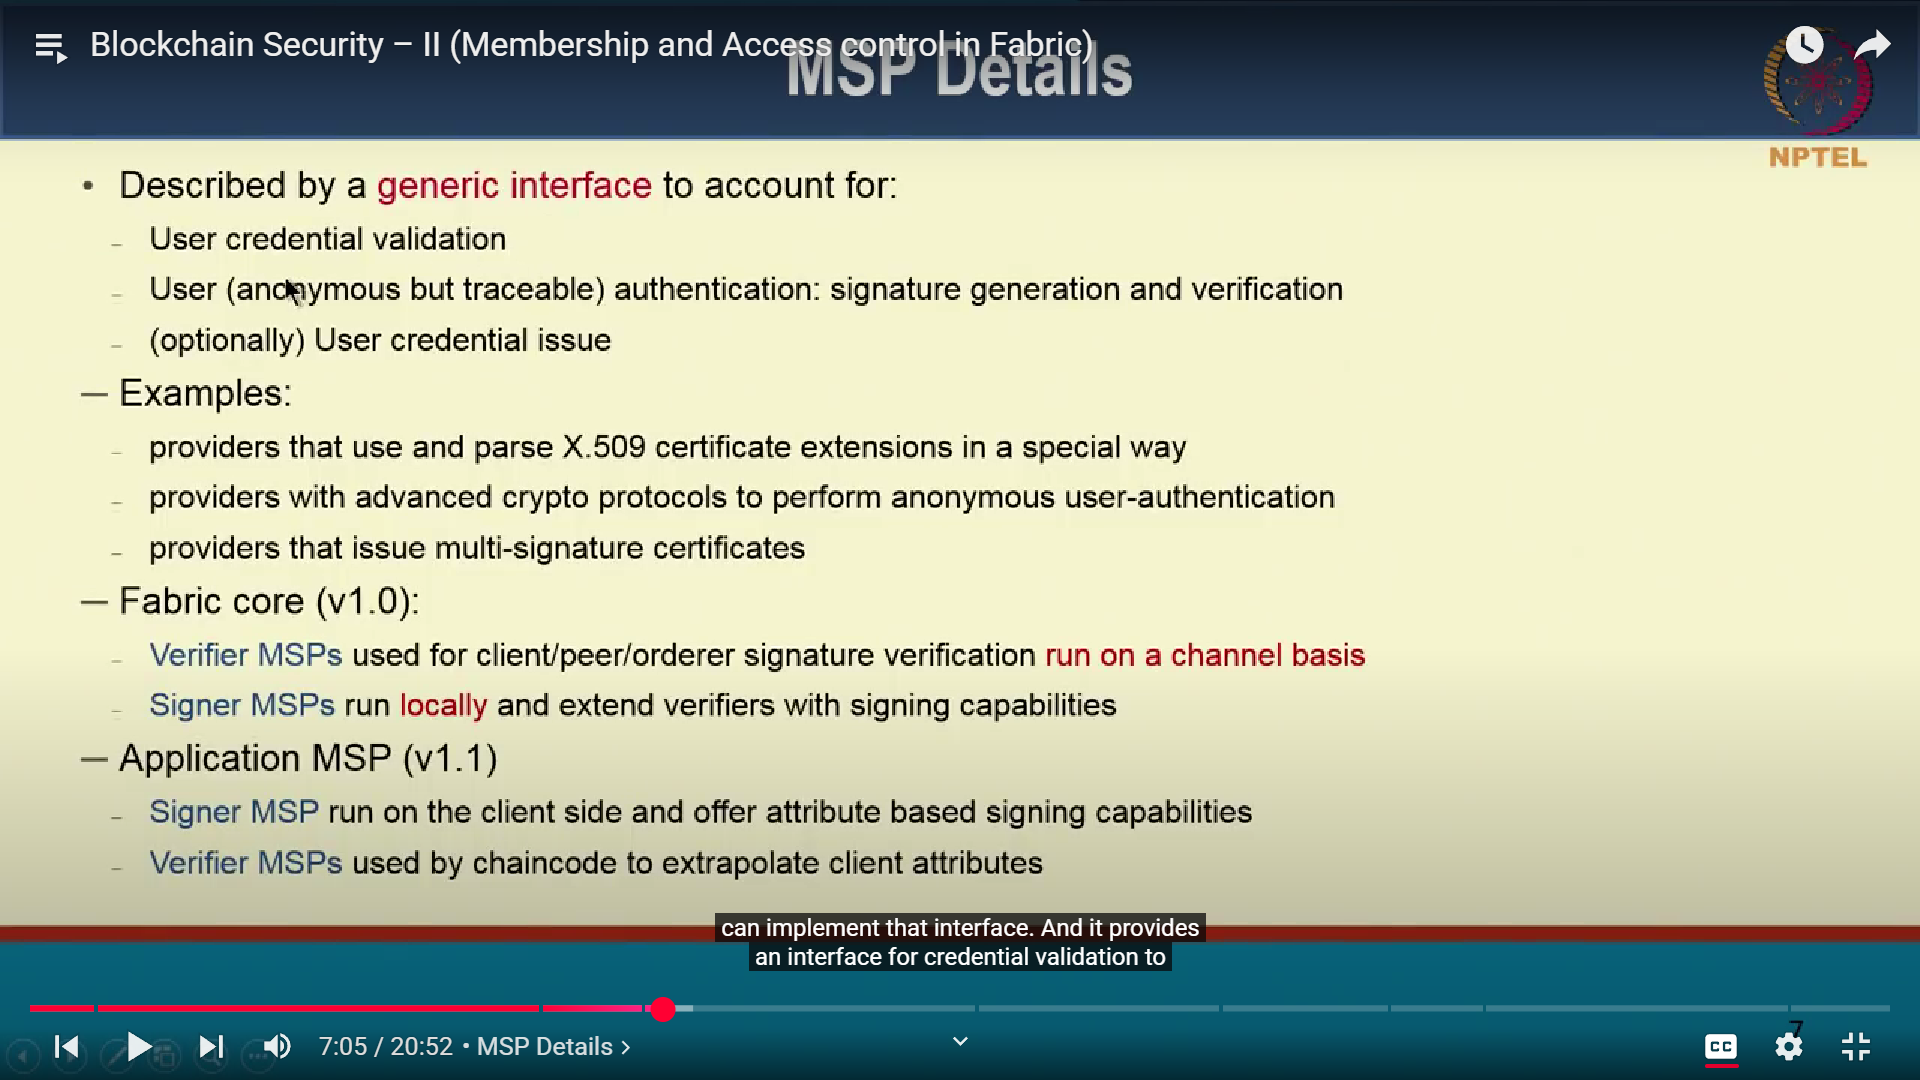 Blockchain Security – II (Membership and Access control in Fabric)
MSP Details
NPTEL
• Described by a generic interface to account for:
– User credential validation
– User (anonymous but traceable) authentication: signature generation and verification
– (optionally) User credential issue
— Examples:
– providers that use and parse X.509 certificate extensions in a special way
– providers with advanced crypto protocols to perform anonymous user-authentication
– providers that issue multi-signature certificates
— Fabric core (v1.0):
– Verifier MSPs used for client/peer/orderer signature verification run on a channel basis
– Signer MSPs run locally and extend verifiers with signing capabilities
— Application MSP (v1.1)
– Signer MSP run on the client side and offer attribute based signing capabilities
– Verifier MSPs used by chaincode to extrapolate client attributes
can implement that interface. And it provides
an interface for credential validation to
7
7:05 / 20:52 • MSP Details ›
CC